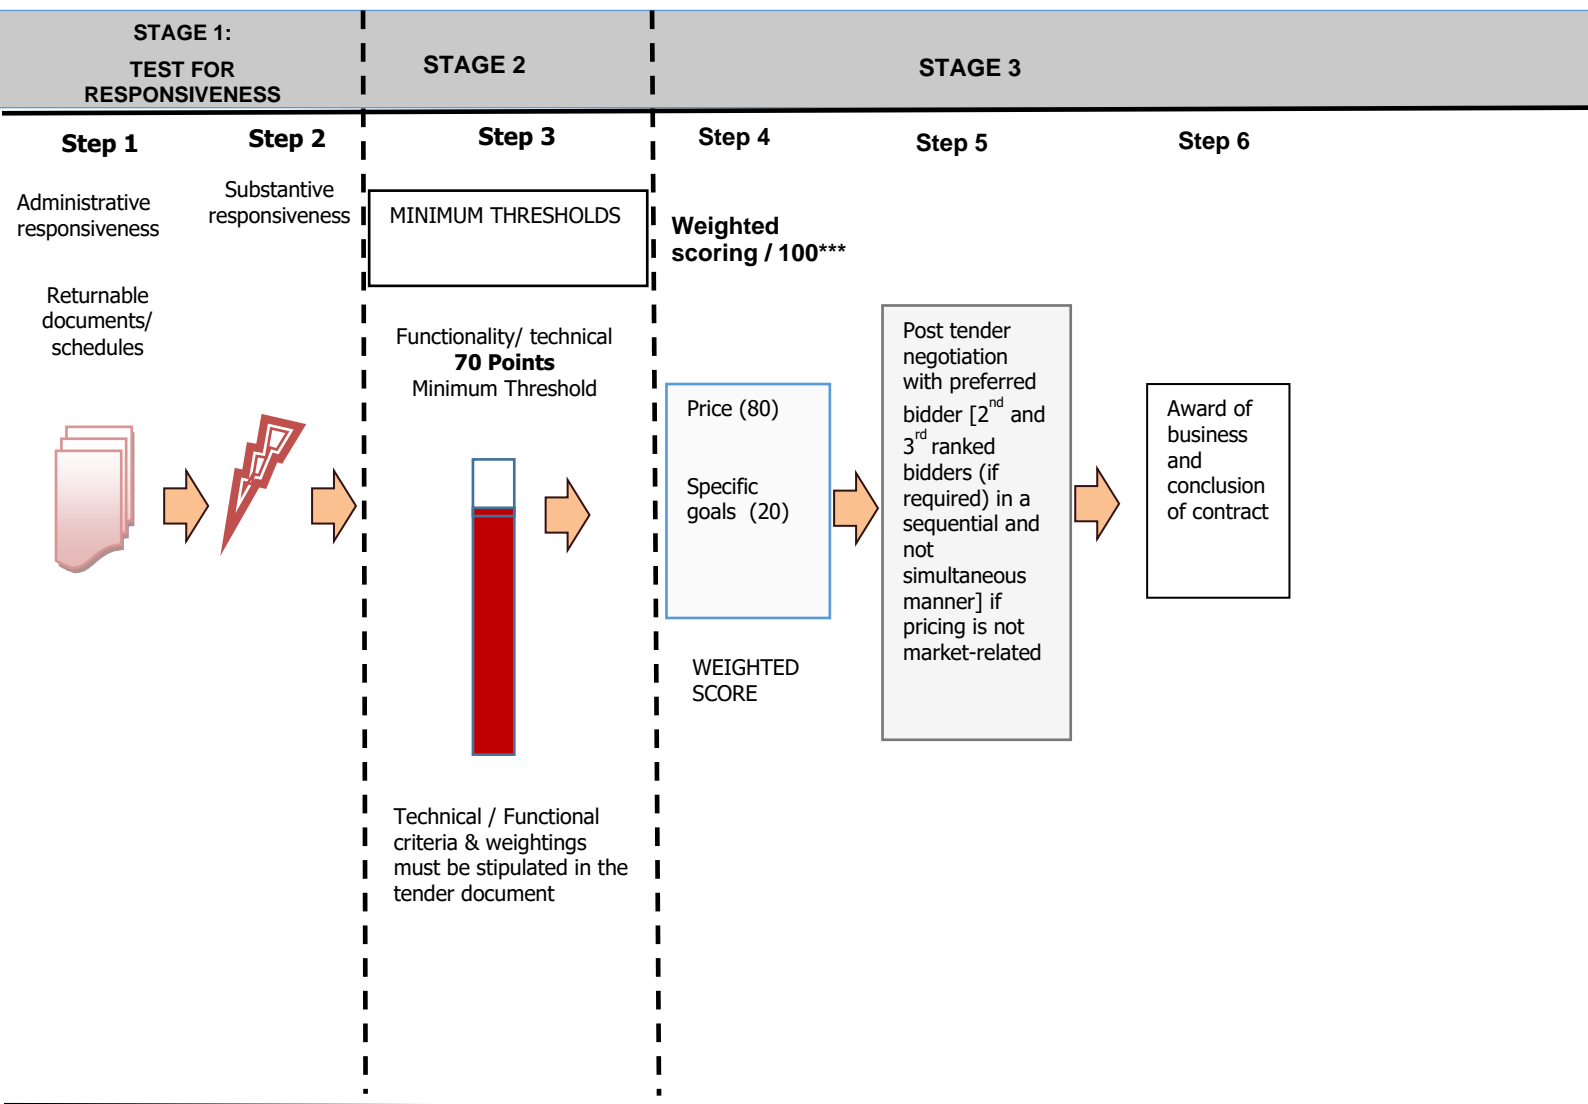 STAGE 1:
TEST FOR
RESPONSIVENESS
STAGE 2
STAGE 3
Step 1
Step 2
Step 3
Step 4
Step 5
Step 6
Administrative
responsiveness
Returnable
documents/
schedules
Substantive
responsiveness
MINIMUM THRESHOLDS
Functionality/ technical
70 Points
Minimum Threshold
Technical / Functional
criteria & weightings
must be stipulated in the
tender document
Weighted
scoring / 100***
Price (80)
Specific
goals (20)
WEIGHTED
SCORE
Post tender
negotiation
with preferred
bidder [2nd and
3rd ranked
bidders (if
required) in a
sequential and
not
simultaneous
manner] if
pricing is not
market-related
Award of
business
and
conclusion
of contract